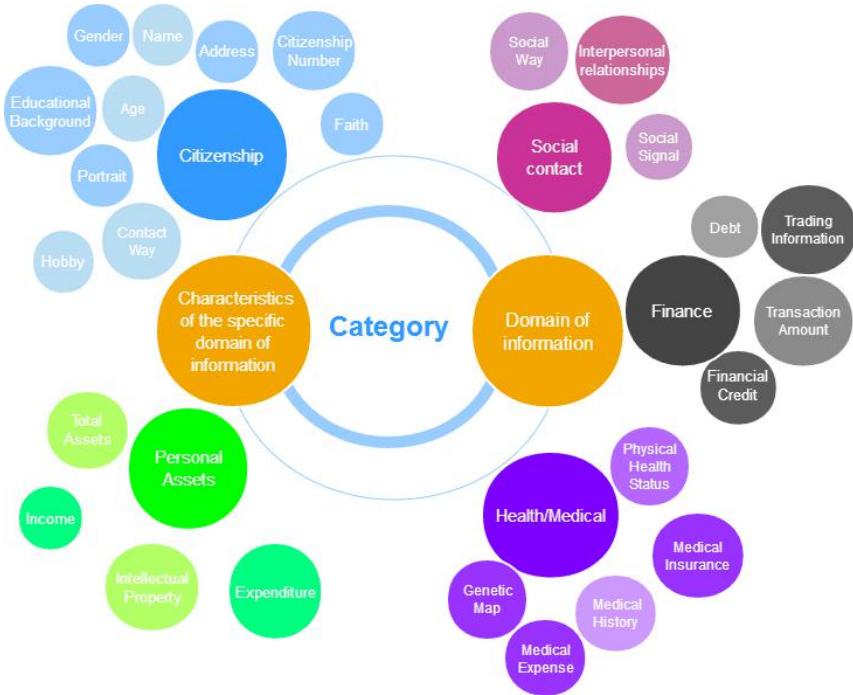 Gender
Name
Address
Citizenship
Number
Educational
Background
Age
Citizenship
Faith
Portrait
Contact
Way
Hobby
Social
Way
Interpersonal
relationships
Social
contact
Social
Signal
Characteristics
of the specific
domain of
information
Category
Domain of
information
Debt
Trading
Information
Finance
Transaction
Amount
Financial
Credit
Total
Assets
Personal
Assets
Income
Intellectual
Property
Expenditure
Physical
Health
Status
Health/Medical
Medical
Insurance
Genetic
Map
Medical
History
Medical
Expense